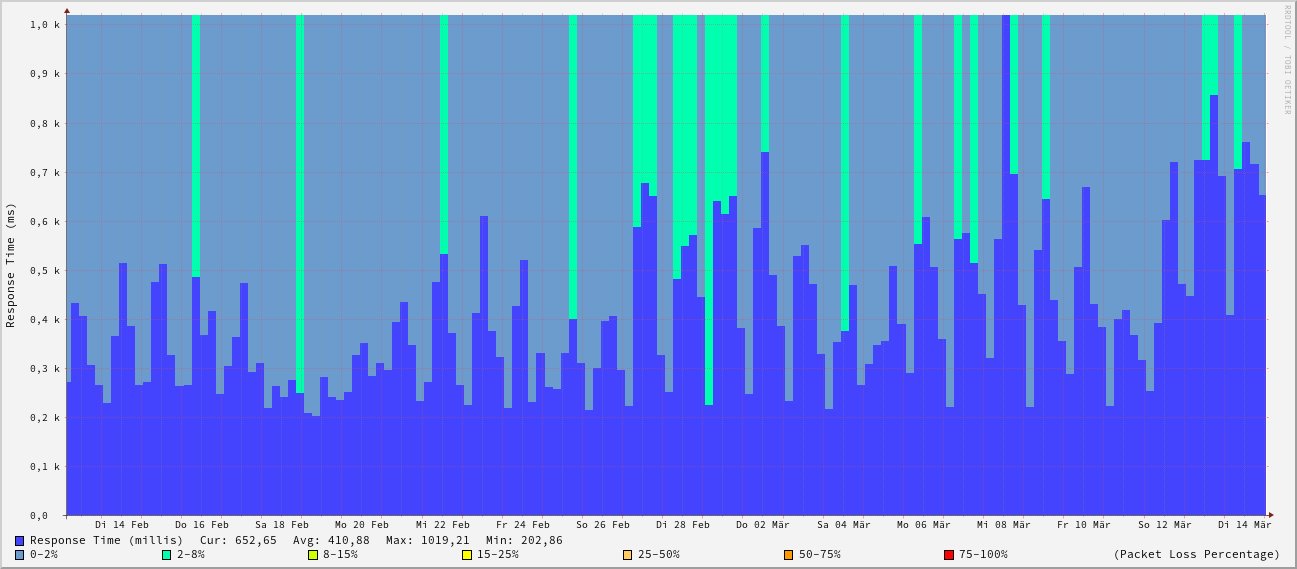 1,0 k
0,9 k
0,8 k
0,7 k
0,6 k
0,5 k
0,4 k
0,3 k
0,2 k
0,1 k
0,0
Response Time (ms)
RRDTOOL / TOBI OETIKER
Di 14 Feb Do 16 Feb Sa 18 Feb Mo 20 Feb Mi 22 Feb Fr 24 Feb So 26 Feb Di 28 Feb Do 02 Mär Sa 04 Mär Mo 06 Mär Mi 08 Mär Fr 10 Mär So 12 Mär Di 14 Mär
Response Time (millis) Cur: 652,65 Avg: 410,88 Max: 1019,21 Min: 202,86
0-2% 2-8% 8-15% 15-25% 25-50% 50-75% 75-100% (Packet Loss Percentage)